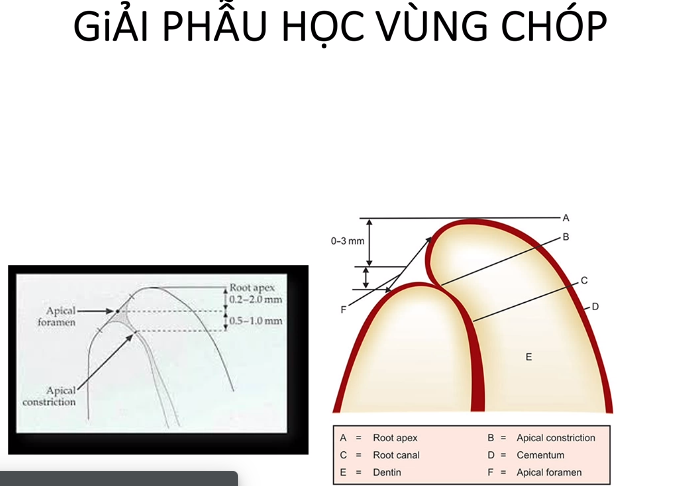 GiẢI PHẪU HỌC VÙNG CHÓP
Root apex
0.2–2.0 mm
Apical
foramen
0.5–1.0 mm
Apical
constriction
A
B
0–3 mm
C
F
D
E
A = Root apex B = Apical constriction
C = Root canal D = Cementum
E = Dentin F = Apical foramen